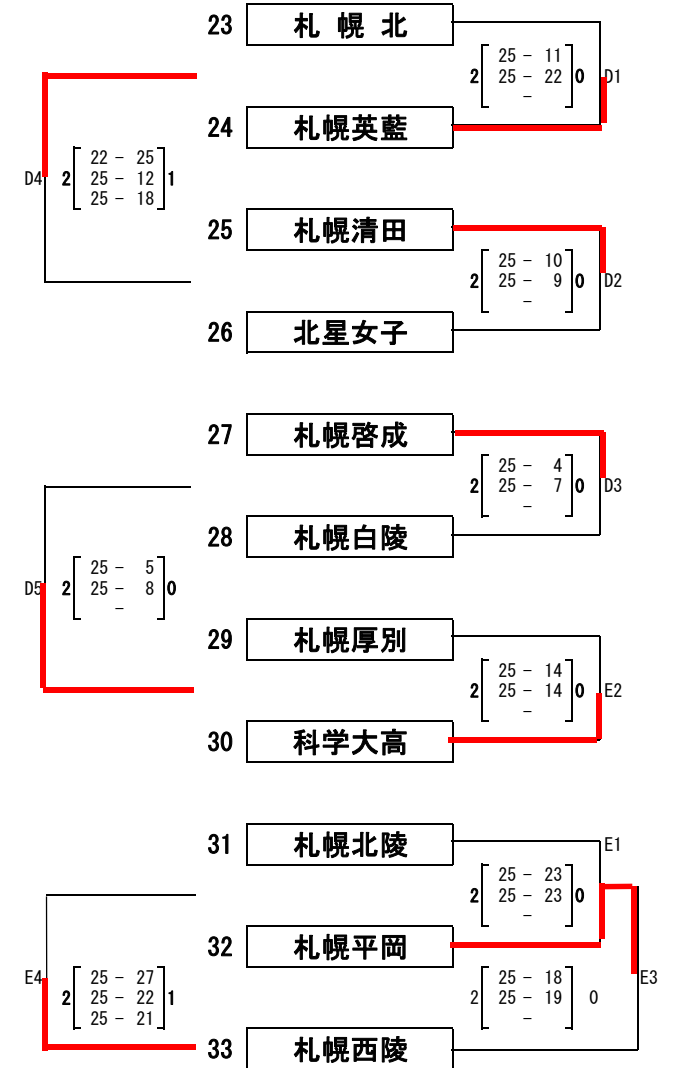 23 札 幌 北
2 25 - 11 0 D1
25 - 22
-
24 札幌英藍
D4 2 22 - 25 1
25 - 12
25 - 18
25 札幌清田
2 25 - 10 0 D2
25 - 9
-
26 北星女子
27 札幌啓成
2 25 - 4 0 D3
25 - 7
-
28 札幌白陵
D5 2 25 - 5 0
25 - 8
-
29 札幌厚別
2 25 - 14 0 E2
25 - 14
-
30 科学大高
31 札幌北陵
E1
2 25 - 23 0
25 - 23
-
32 札幌平岡
E4 2 25 - 27 1
25 - 22
25 - 21
2 25 - 18 0 E3
25 - 19
-
33 札幌西陵